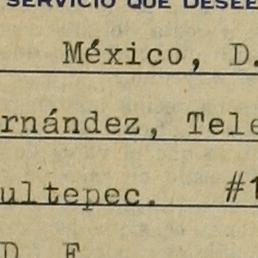 SERVICIO QUE DESEE
México, D.
rnández, Tele
ultepec. #1
D. F.